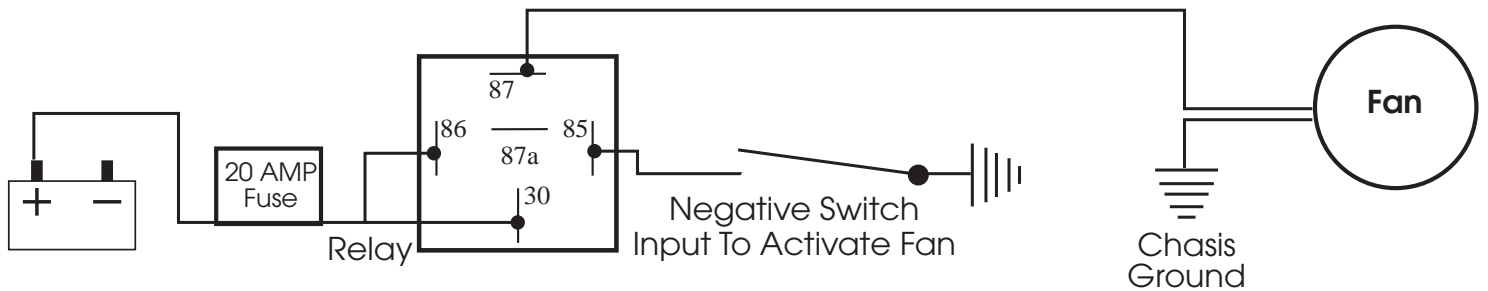 87
86
85
87a
30
20 AMP
Fuse
+
−
Relay
Negative Switch
Input To Activate Fan
Chasis
Ground
Fan